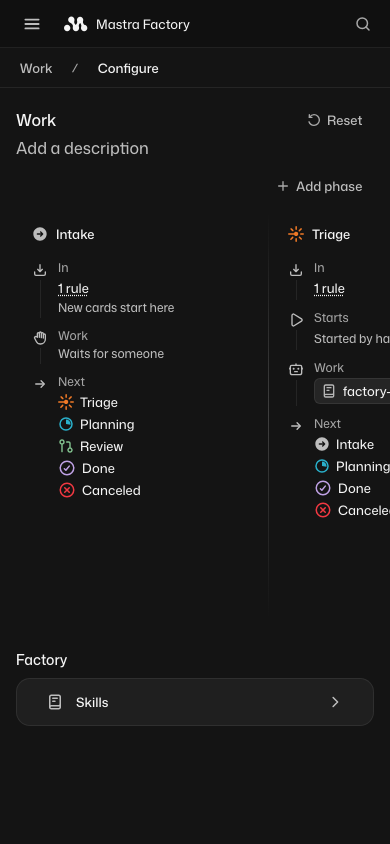 Mastra Factory
Work / Configure
Work
Reset
Add a description
Add phase
Intake
In
1 rule
New cards start here
Work
Waits for someone
Next
Triage
Planning
Review
Done
Canceled
Triage
In
1 rule
Starts
Started by ha
Work
factory-
Next
Intake
Planning
Done
Canceled
Factory
Skills